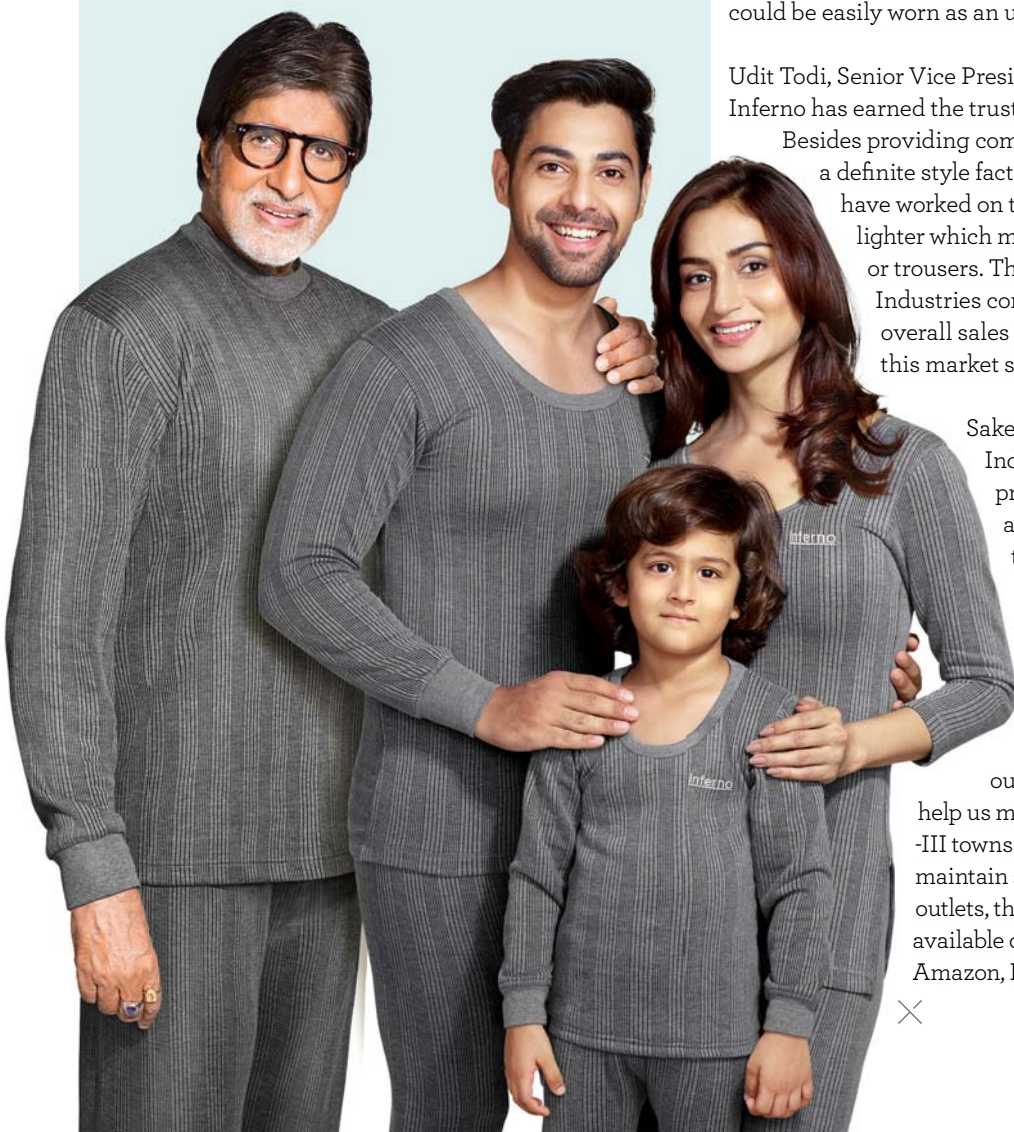 could be easily worn as an u
Udit Todi, Senior Vice Presi
Inferno has earned the trust
Besides providing com
a definite style fact
have worked on t
lighter which m
or trousers. Th
Industries con
overall sales
this market s
Sake
Inc
pr
a
t
inferno
inferno
ou
help us m
-III towns
maintain
outlets, th
available o
Amazon, F